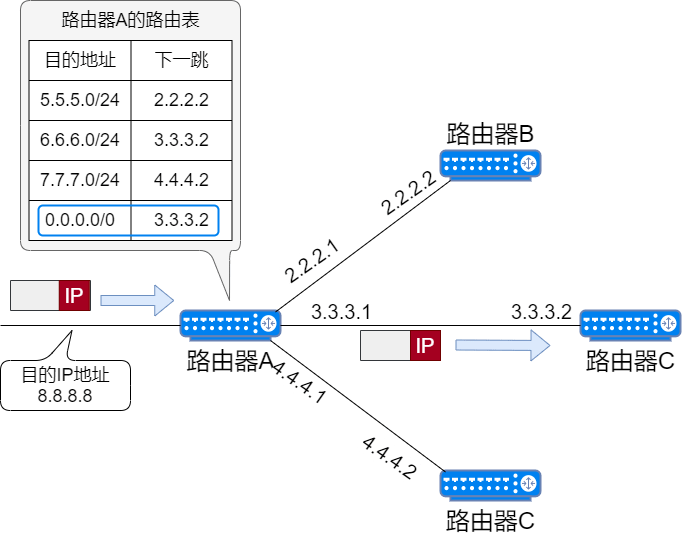 路由器A的路由表
目的地址 下一跳
5.5.5.0/24 2.2.2.2
6.6.6.0/24 3.3.3.2
7.7.7.0/24 4.4.4.2
0.0.0.0/0 3.3.3.2
路由器B
2.2.2.2
2.2.2.1
IP
3.3.3.1
3.3.3.2
IP
路由器A
路由器C
目的IP地址
8.8.8.8
4.4.4.1
4.4.4.2
路由器C